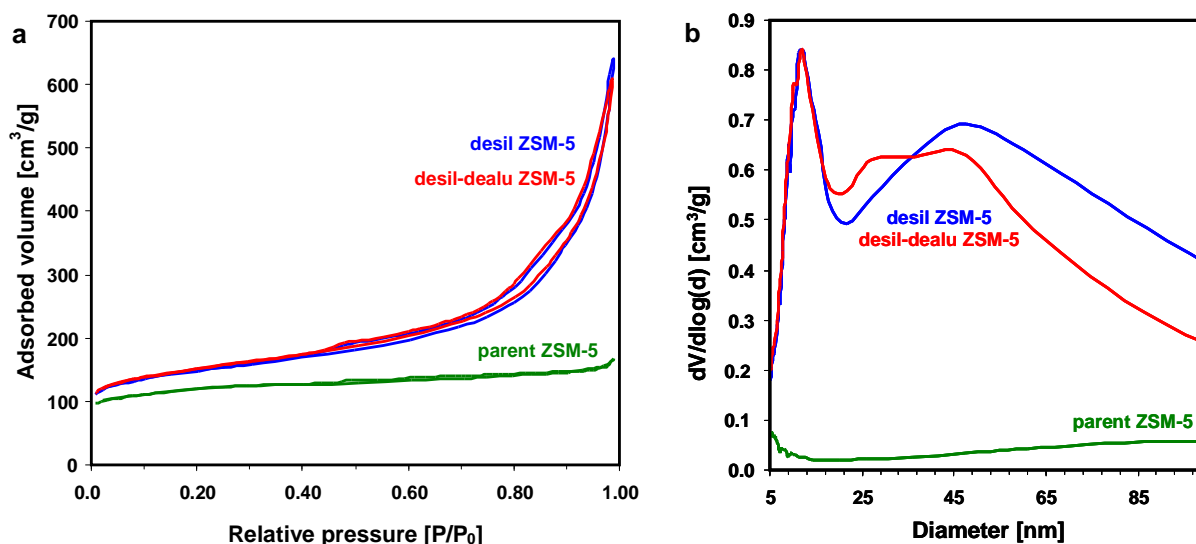 a
Adsorbed volume [cm³/g]
700
600
500
400
300
200
100
0
desil ZSM-5
desil-dealu ZSM-5
parent ZSM-5
0.0
0.20
0.40
0.60
0.80
1.00
Relative pressure [P/P₀]
b
dV/dlog(d) [cm³/g]
0.9
0.8
0.7
0.6
0.5
0.4
0.3
0.2
0.1
0.0
desil ZSM-5
desil-dealu ZSM-5
parent ZSM-5
5
25
45
65
85
Diameter [nm]